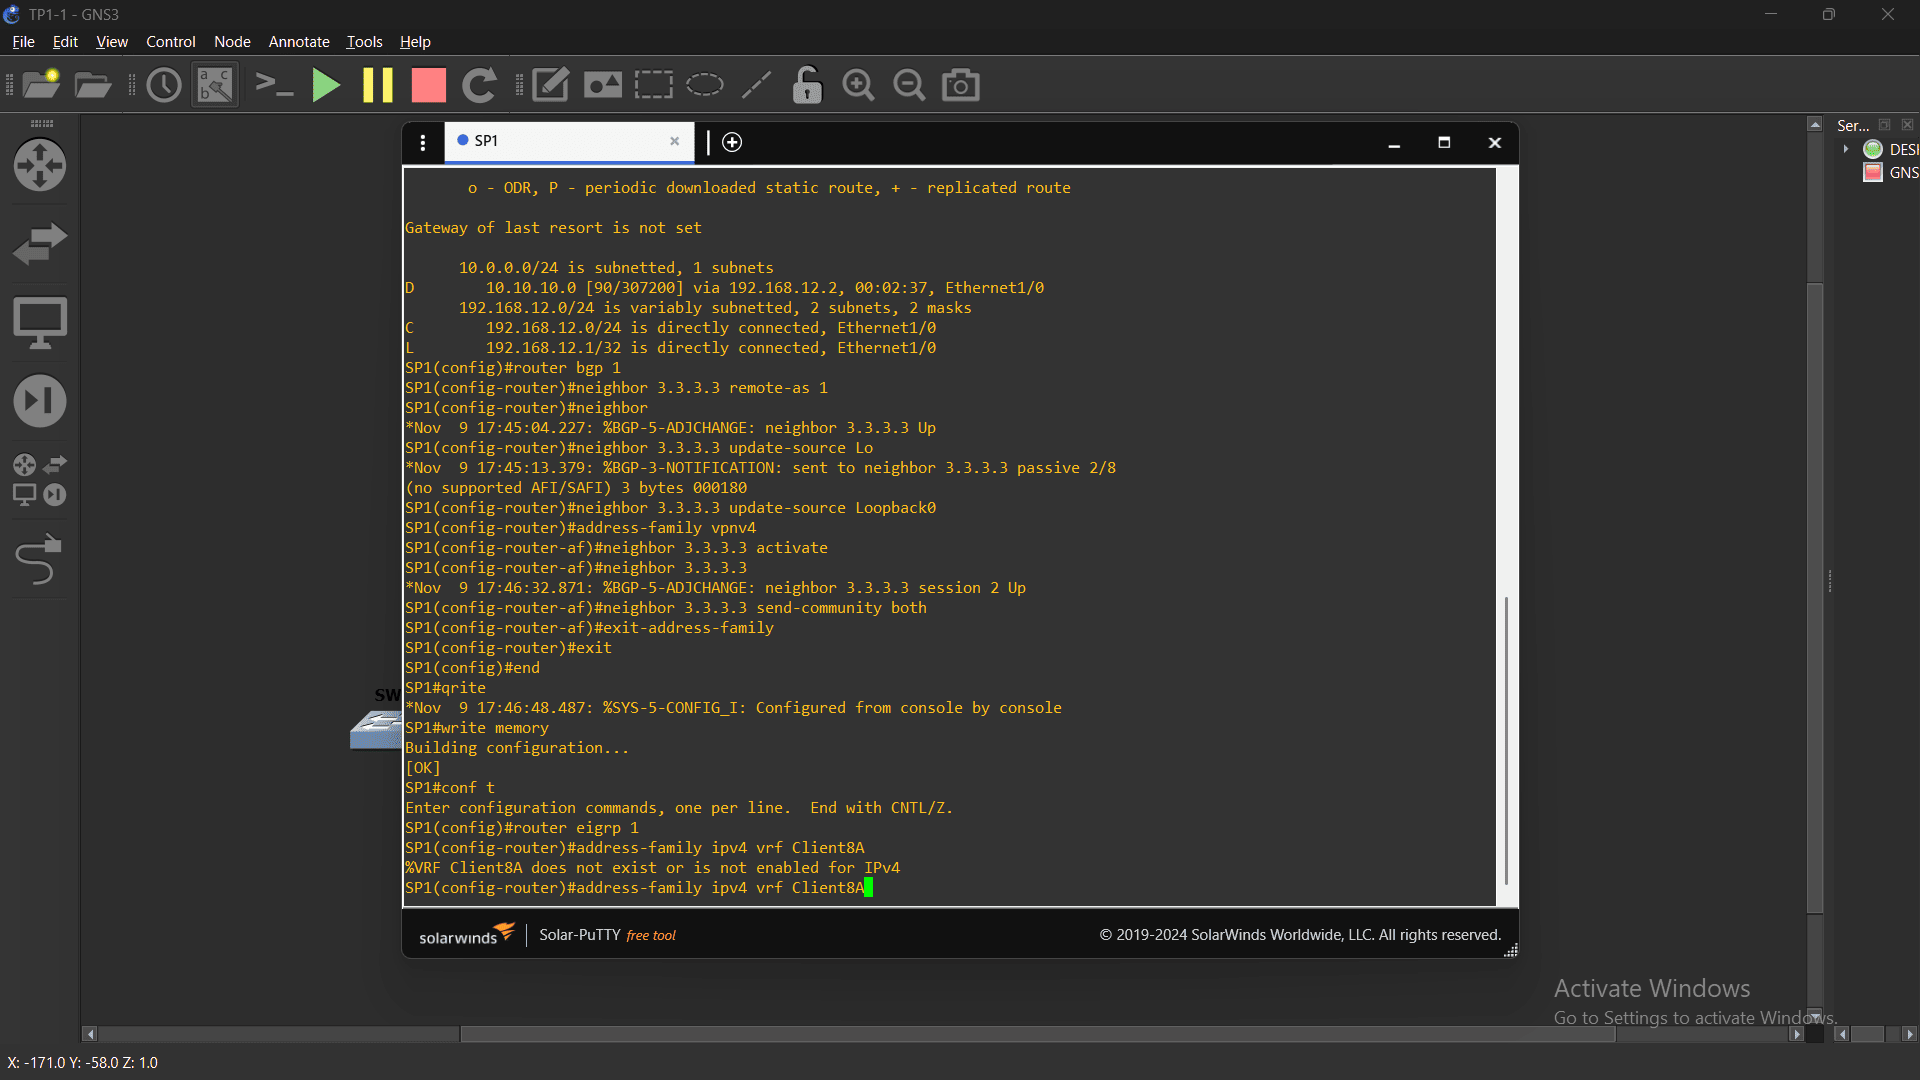 TP1-1 - GNS3
File Edit View Control Node Annotate Tools Help
a c
b
>_
SP1
Ser...
DESI
GNS
o - ODR, P - periodic downloaded static route, + - replicated route
Gateway of last resort is not set
10.0.0.0/24 is subnetted, 1 subnets
D 10.10.10.0 [90/307200] via 192.168.12.2, 00:02:37, Ethernet1/0
192.168.12.0/24 is variably subnetted, 2 subnets, 2 masks
C 192.168.12.0/24 is directly connected, Ethernet1/0
L 192.168.12.1/32 is directly connected, Ethernet1/0
SP1(config)#router bgp 1
SP1(config-router)#neighbor 3.3.3.3 remote-as 1
SP1(config-router)#neighbor
*Nov  9 17:45:04.227: %BGP-5-ADJCHANGE: neighbor 3.3.3.3 Up
SP1(config-router)#neighbor 3.3.3.3 update-source Lo
*Nov  9 17:45:13.379: %BGP-3-NOTIFICATION: sent to neighbor 3.3.3.3 passive 2/8
(no supported AFI/SAFI) 3 bytes 000180
SP1(config-router)#neighbor 3.3.3.3 update-source Loopback0
SP1(config-router)#address-family vpnv4
SP1(config-router-af)#neighbor 3.3.3.3 activate
SP1(config-router-af)#neighbor 3.3.3.3
*Nov  9 17:46:32.871: %BGP-5-ADJCHANGE: neighbor 3.3.3.3 session 2 Up
SP1(config-router-af)#neighbor 3.3.3.3 send-community both
SP1(config-router-af)#exit-address-family
SP1(config-router)#exit
SP1(config)#end
SP1#qrite
*Nov  9 17:46:48.487: %SYS-5-CONFIG_I: Configured from console by console
SP1#write memory
Building configuration...
[OK]
SP1#conf t
Enter configuration commands, one per line.  End with CNTL/Z.
SP1(config)#router eigrp 1
SP1(config-router)#address-family ipv4 vrf Client8A
%VRF Client8A does not exist or is not enabled for IPv4
SP1(config-router)#address-family ipv4 vrf Client8A
SW
solarwinds
Solar-PuTTY free tool
© 2019-2024 SolarWinds Worldwide, LLC. All rights reserved.
Activate Windows
Go to Settings to activate Windows.
X: -171.0 Y: -58.0 Z: 1.0